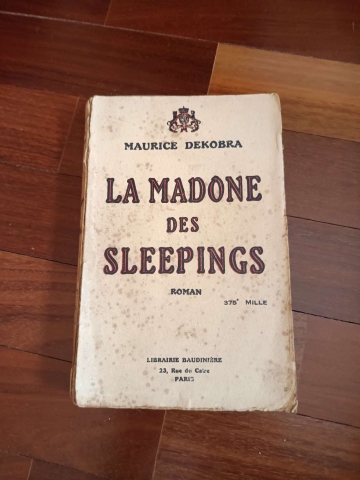 MAURICE DEKOBRA
LA MADONE
DES
SLEEPINGS
ROMAN
375e MILLE
LIBRAIRIE BAUDINIÈRE
23, Rue du Caire
PARIS